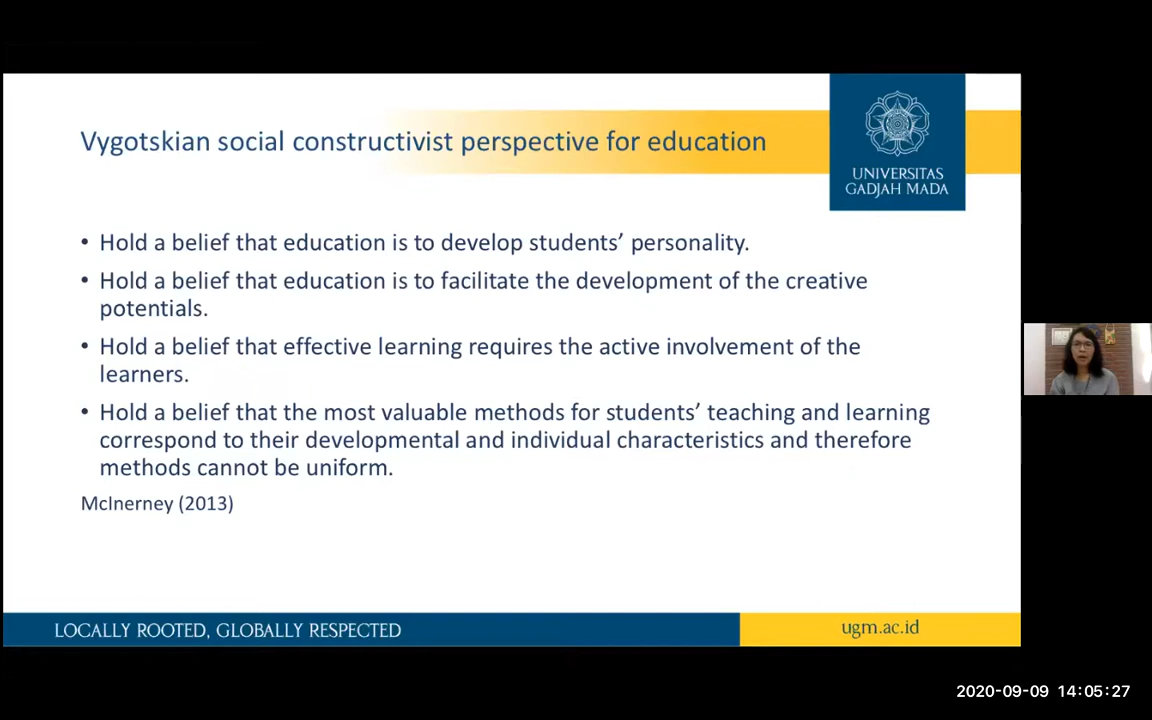 Vygotskian social constructivist perspective for education
UNIVERSITAS
GADJAH MADA
• Hold a belief that education is to develop students’ personality.
• Hold a belief that education is to facilitate the development of the creative
potentials.
• Hold a belief that effective learning requires the active involvement of the
learners.
• Hold a belief that the most valuable methods for students’ teaching and learning
correspond to their developmental and individual characteristics and therefore
methods cannot be uniform.
McInerney (2013)
LOCALLY ROOTED, GLOBALLY RESPECTED
ugm.ac.id
2020-09-09 14:05:27